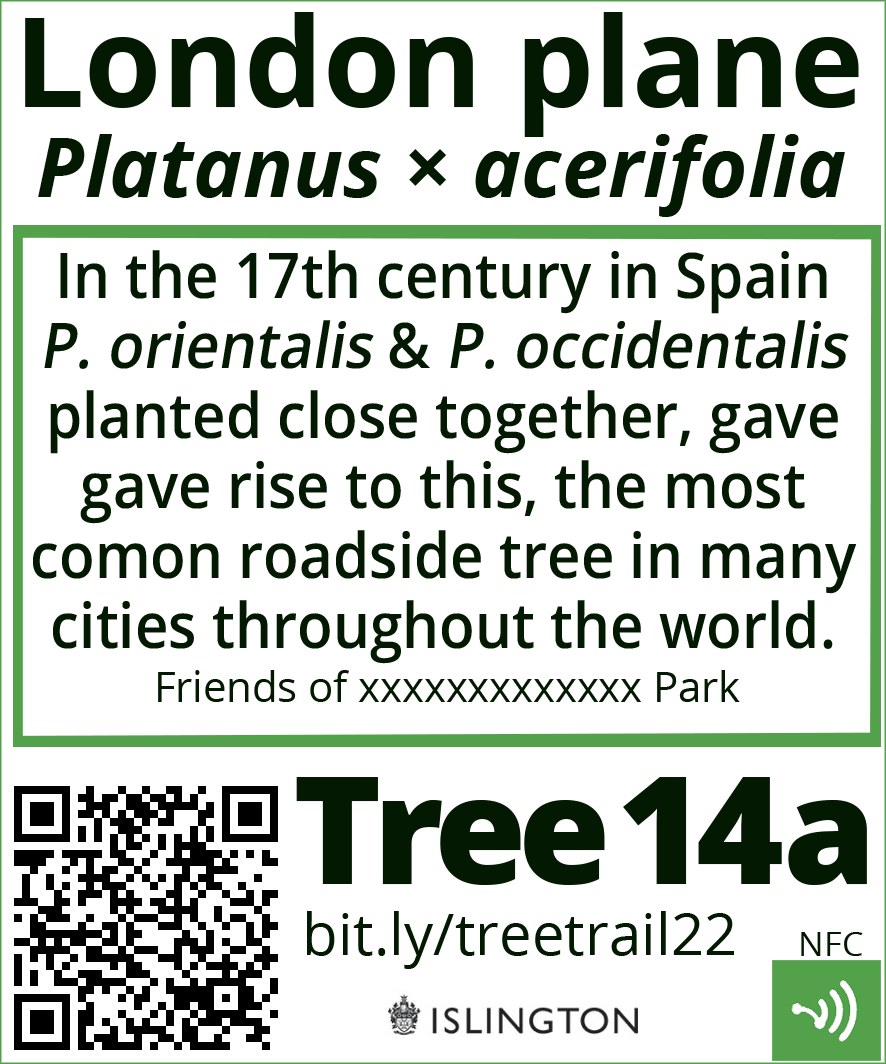 London plane
Platanus × acerifolia
In the 17th century in Spain
P. orientalis & P. occidentalis
planted close together, gave
gave rise to this, the most
comon roadside tree in many
cities throughout the world.
Friends of xxxxxxxxxxxxx Park
Tree 14a
bit.ly/treetrail22
NFC
ISLINGTON